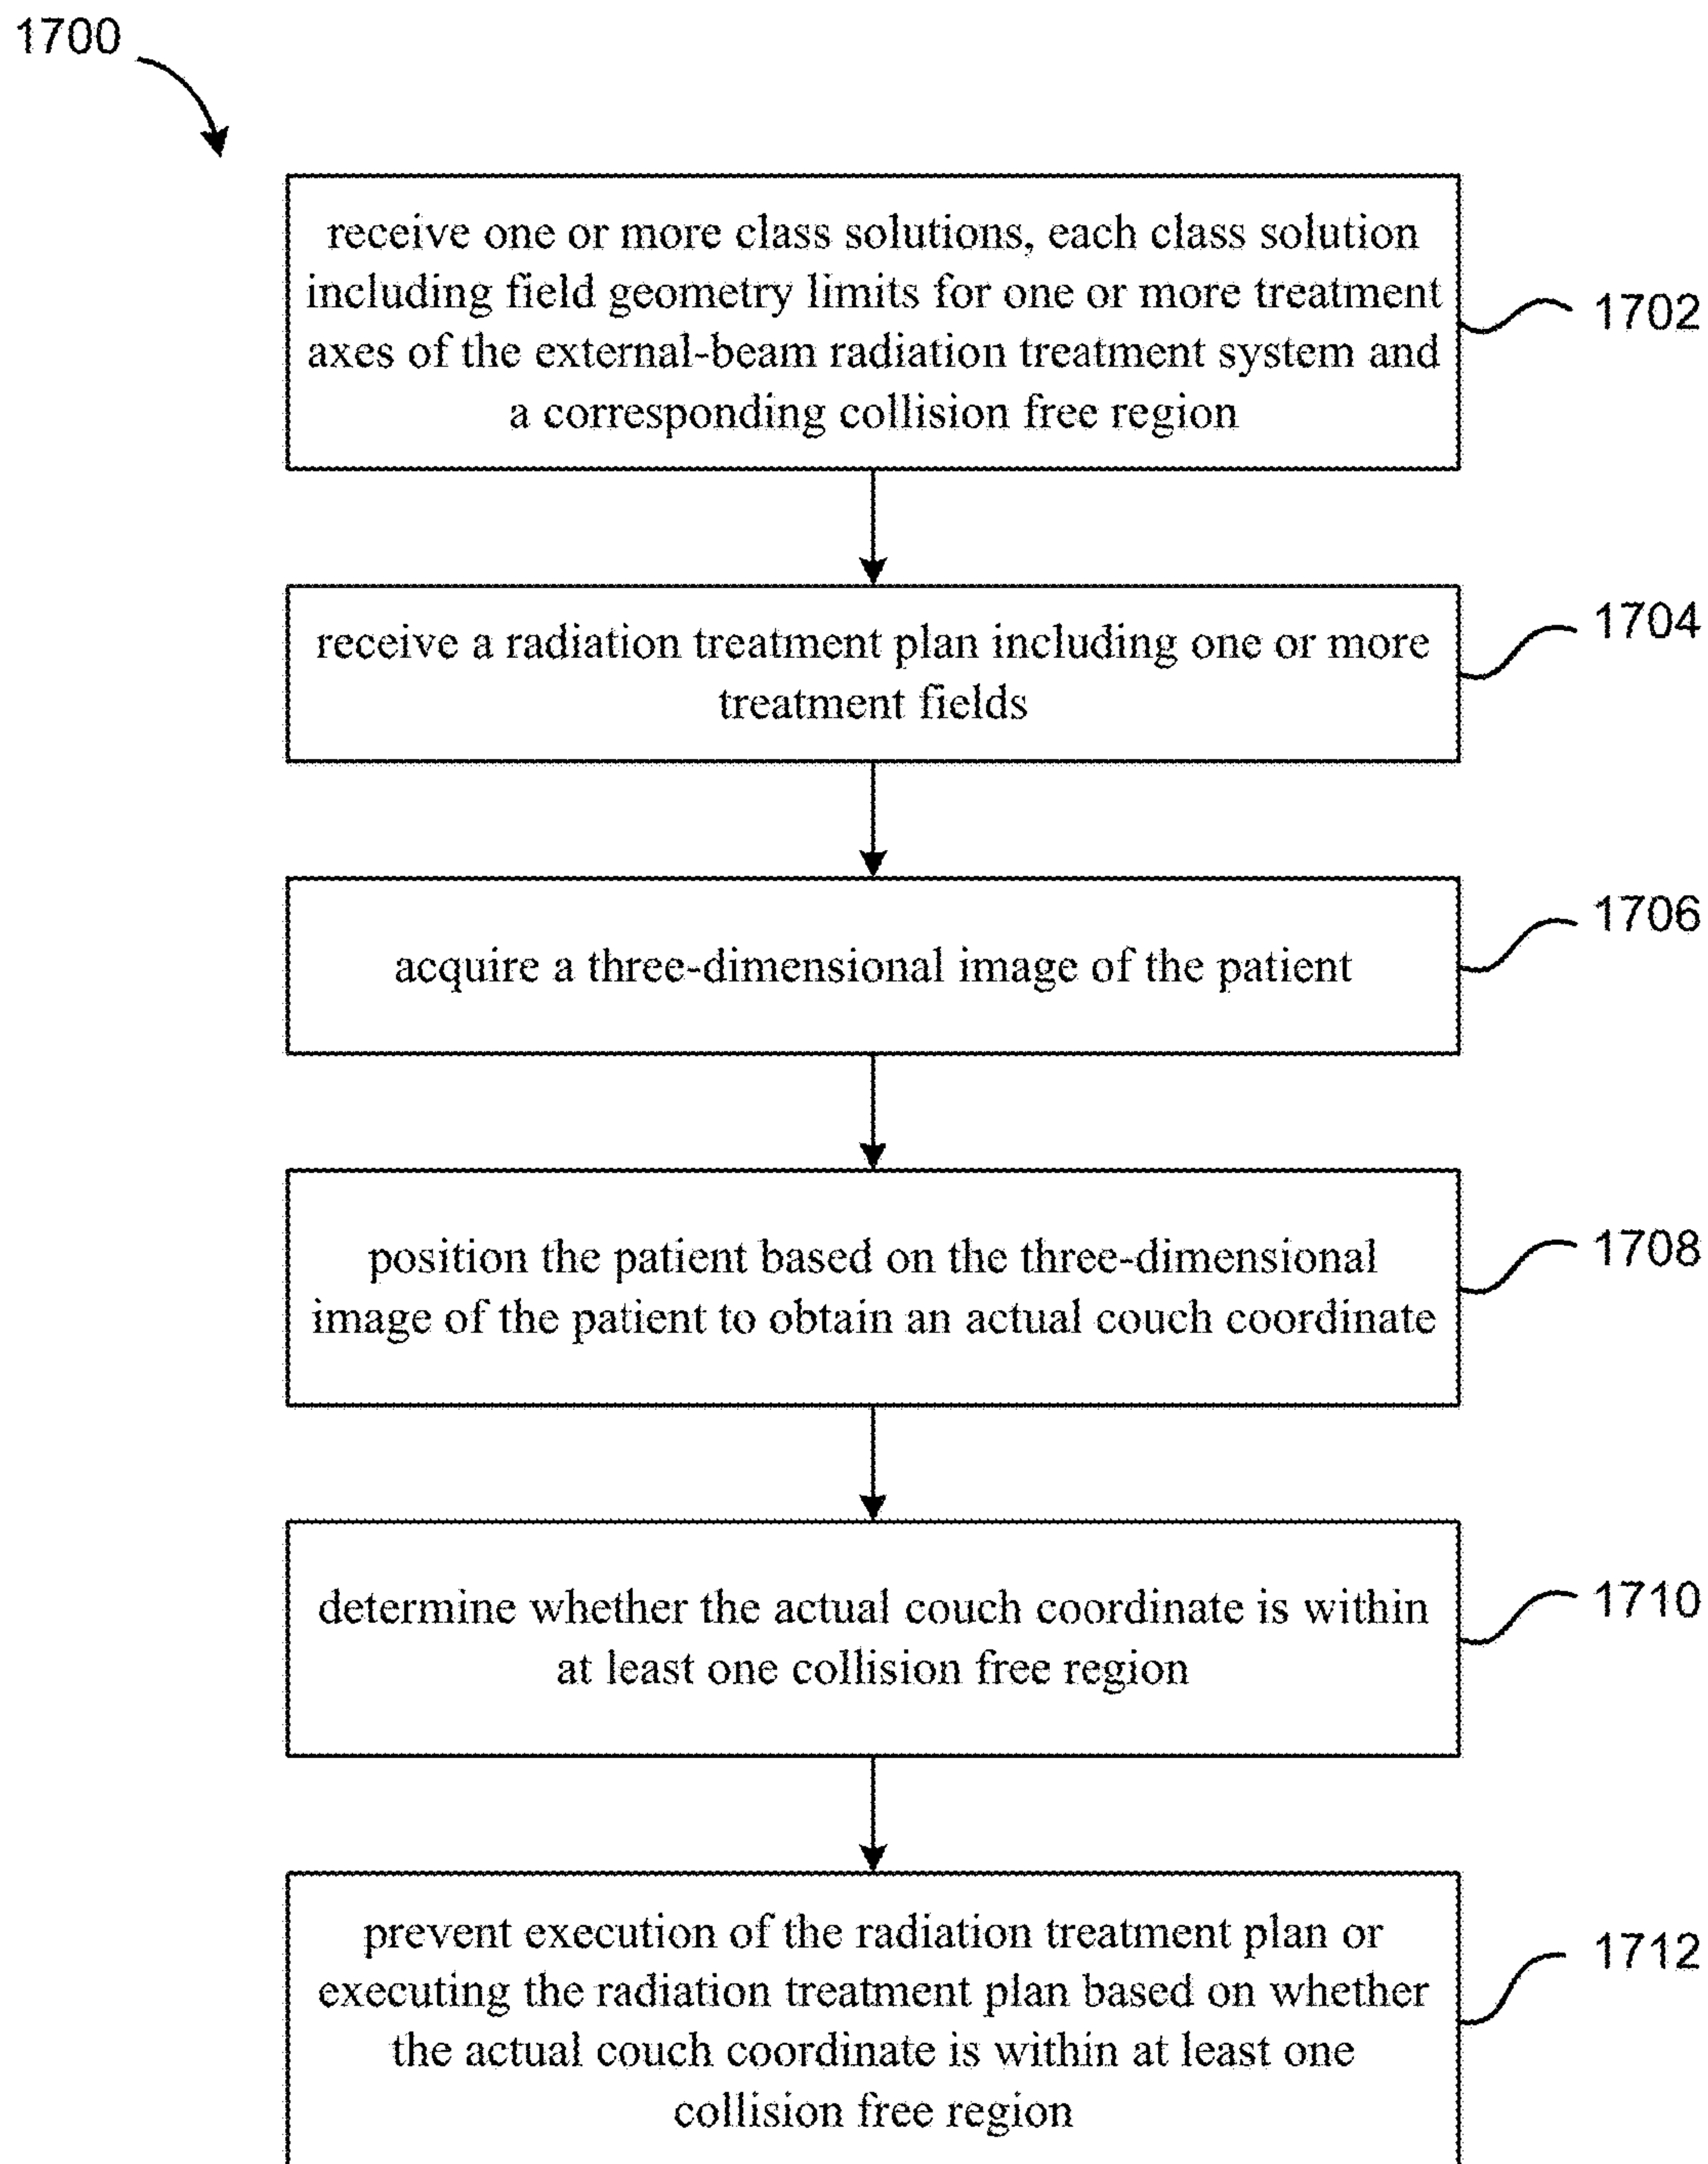 1700
receive one or more class solutions, each class solution
including field geometry limits for one or more treatment
axes of the external-beam radiation treatment system and
a corresponding collision free region
1702
receive a radiation treatment plan including one or more
treatment fields
1704
acquire a three-dimensional image of the patient
1706
position the patient based on the three-dimensional
image of the patient to obtain an actual couch coordinate
1708
determine whether the actual couch coordinate is within
at least one collision free region
1710
prevent execution of the radiation treatment plan or
executing the radiation treatment plan based on whether
the actual couch coordinate is within at least one
collision free region
1712